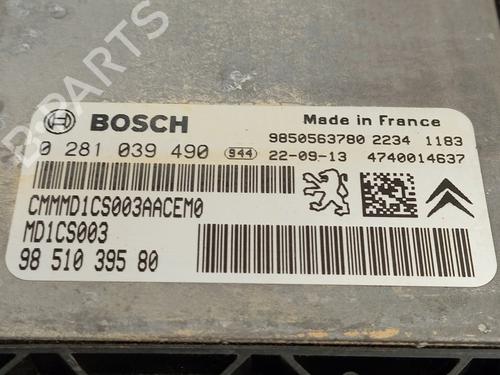 B-PARTS
BOSCH
Made in France
9850563780 2234 1183
0 281 039 490 944 22-09-13 4740014637
CMMMD1CS003AACEM0
MD1CS003
98 510 395 80